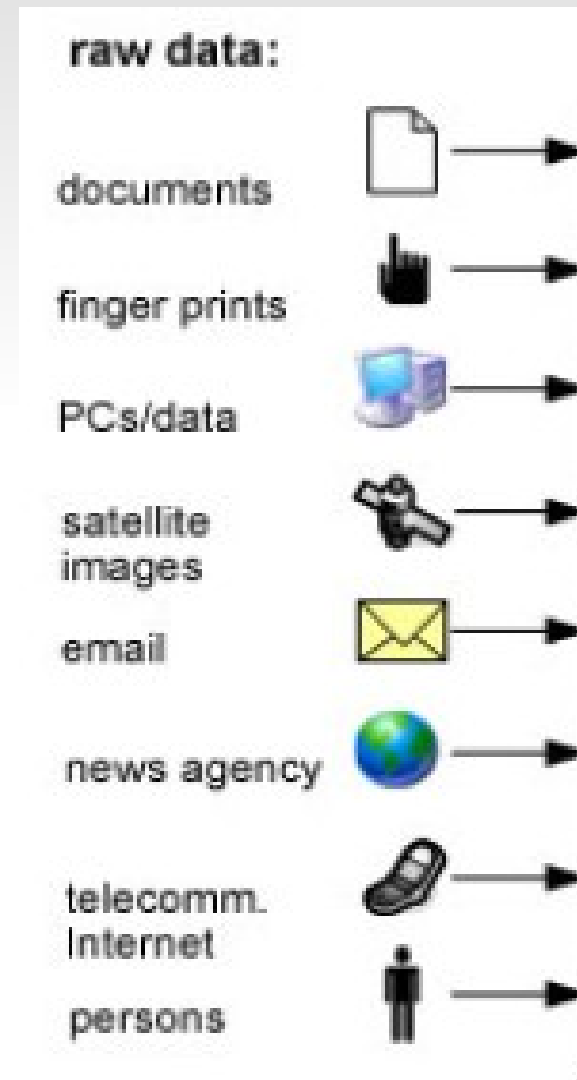 raw data:
documents
finger prints
PCs/data
satellite
images
email
news agency
telecomm.
Internet
persons